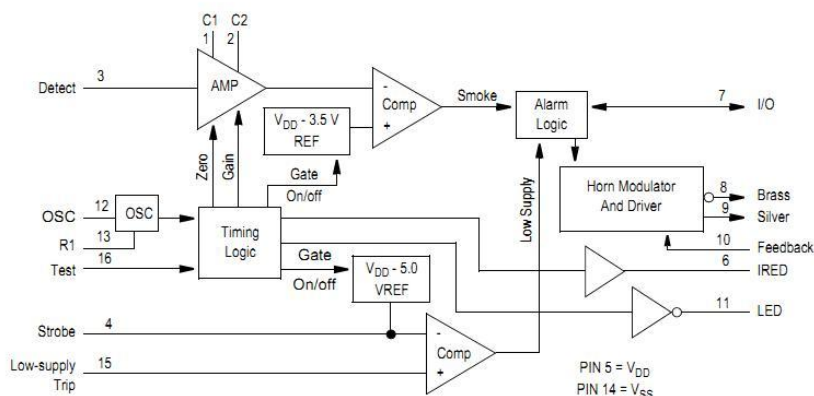 C1 C2
1 2
Detect 3
AMP
-
Comp
+
Smoke
Alarm
Logic
7 I/O
VDD - 3.5 V
REF
Zero
Gain
Gate
On/off
Low Supply
Horn Modulator
And Driver
8 Brass
9 Silver
10 Feedback
OSC 12
OSC
R1 13
Test 16
Timing
Logic
Gate
On/off
VDD - 5.0
VREF
6 IRED
11 LED
Strobe 4
-
Comp
+
Low-supply 15
Trip
PIN 5 = VDD
PIN 14 = VSS